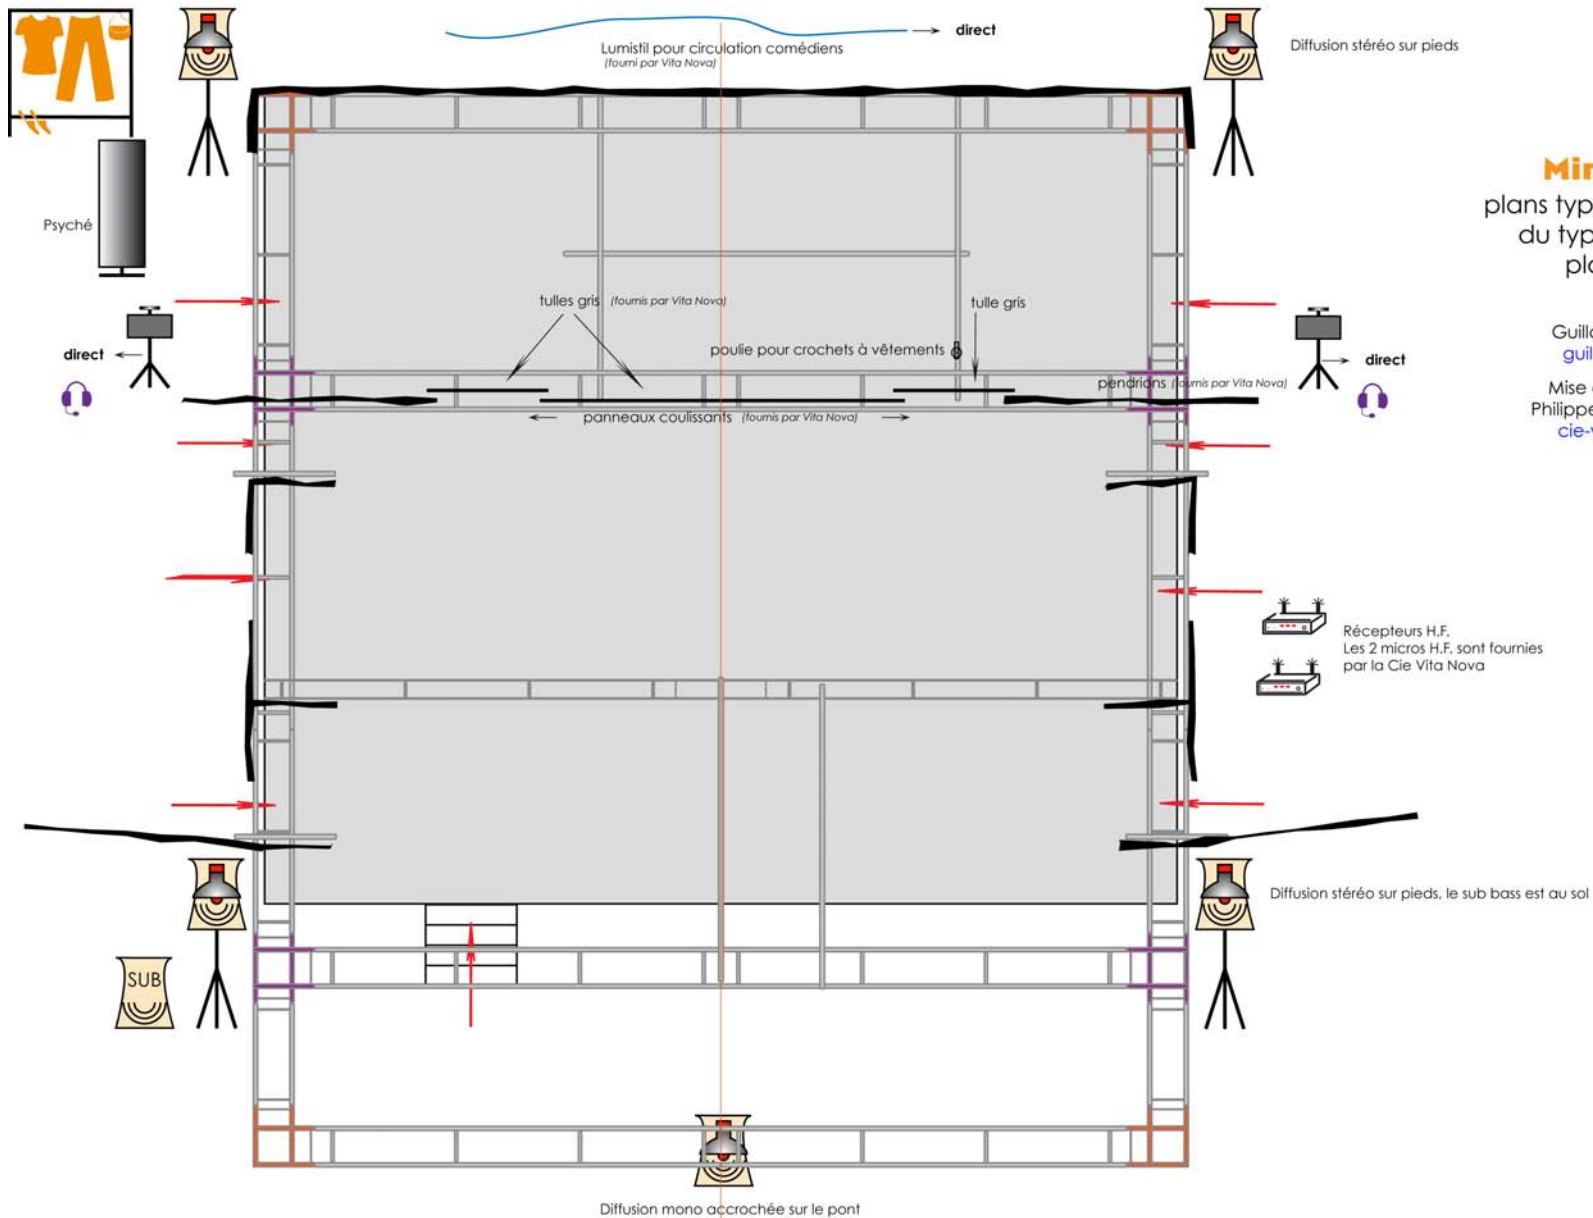 direct
Lumistil pour circulation comédiens
(fourni par Vita Nova)
Diffusion stéréo sur pieds
Psyché
plans typ
du typ
pla
tulles gris (fournis par Vita Nova)
tulle gris
poulie pour crochets à vêtements
direct
direct
Guill
guil
pendrions (fournis par Vita Nova)
panneaux coulissants (fournis par Vita Nova)
Mise
Philippe
cie-
Récepteurs H.F.
Les 2 micros H.F. sont fournies
par la Cie Vita Nova
Diffusion stéréo sur pieds, le sub bass est au sol
SUB
Diffusion mono accrochée sur le pont